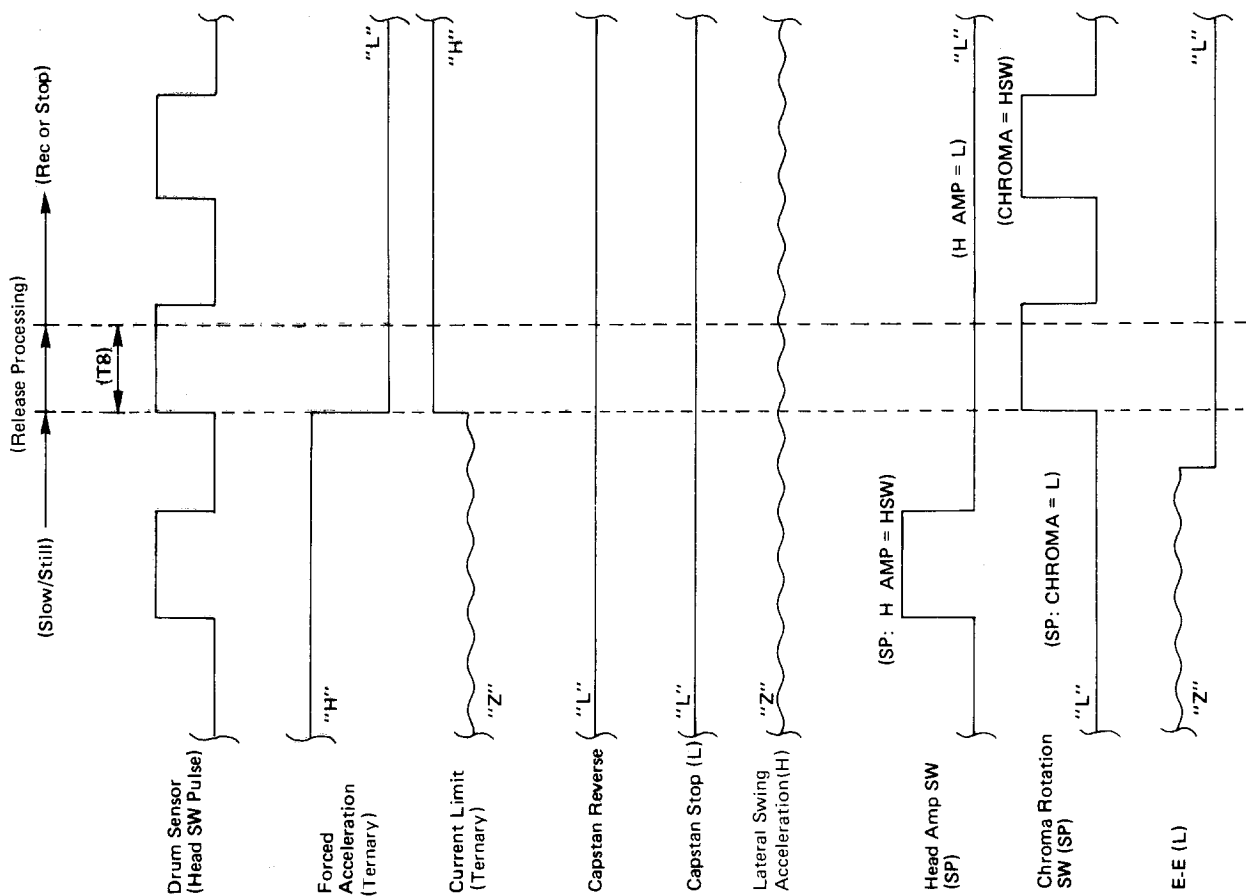 (Release Processing)
(Slow/Still)
(Rec or Stop)
(T8)
Drum Sensor
(Head SW Pulse)
Forced
Acceleration
(Ternary)
"H"
"L"
Current Limit
(Ternary)
"Z"
"H"
Capstan Reverse
"L"
Capstan Stop (L)
"L"
Lateral Swing
Acceleration(H)
"Z"
Head Amp SW
(SP)
(SP: H AMP = HSW)
(H AMP = L)
"L"
Chroma Rotation
SW (SP)
"L"
(SP: CHROMA = L)
(CHROMA = HSW)
E-E (L)
"Z"
"L"